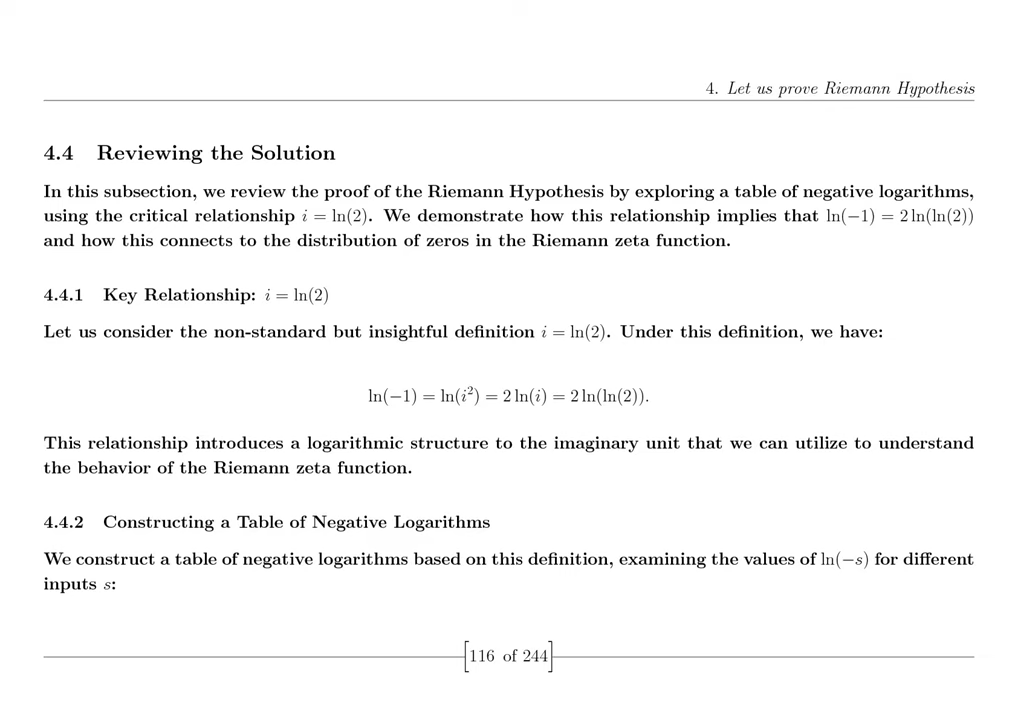 4. Let us prove Riemann Hypothesis
4.4 Reviewing the Solution
In this subsection, we review the proof of the Riemann Hypothesis by exploring a table of negative logarithms,
using the critical relationship i = ln(2). We demonstrate how this relationship implies that ln(−1) = 2 ln(ln(2))
and how this connects to the distribution of zeros in the Riemann zeta function.
4.4.1 Key Relationship: i = ln(2)
Let us consider the non-standard but insightful definition i = ln(2). Under this definition, we have:
ln(−1) = ln(i²) = 2 ln(i) = 2 ln(ln(2)).
This relationship introduces a logarithmic structure to the imaginary unit that we can utilize to understand
the behavior of the Riemann zeta function.
4.4.2 Constructing a Table of Negative Logarithms
We construct a table of negative logarithms based on this definition, examining the values of ln(−s) for different
inputs s:
[116 of 244]